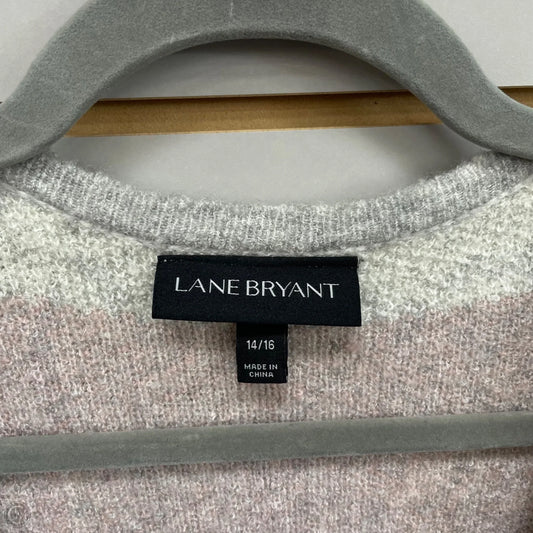 LANE BRYANT
14/16
MADE IN
CHINA